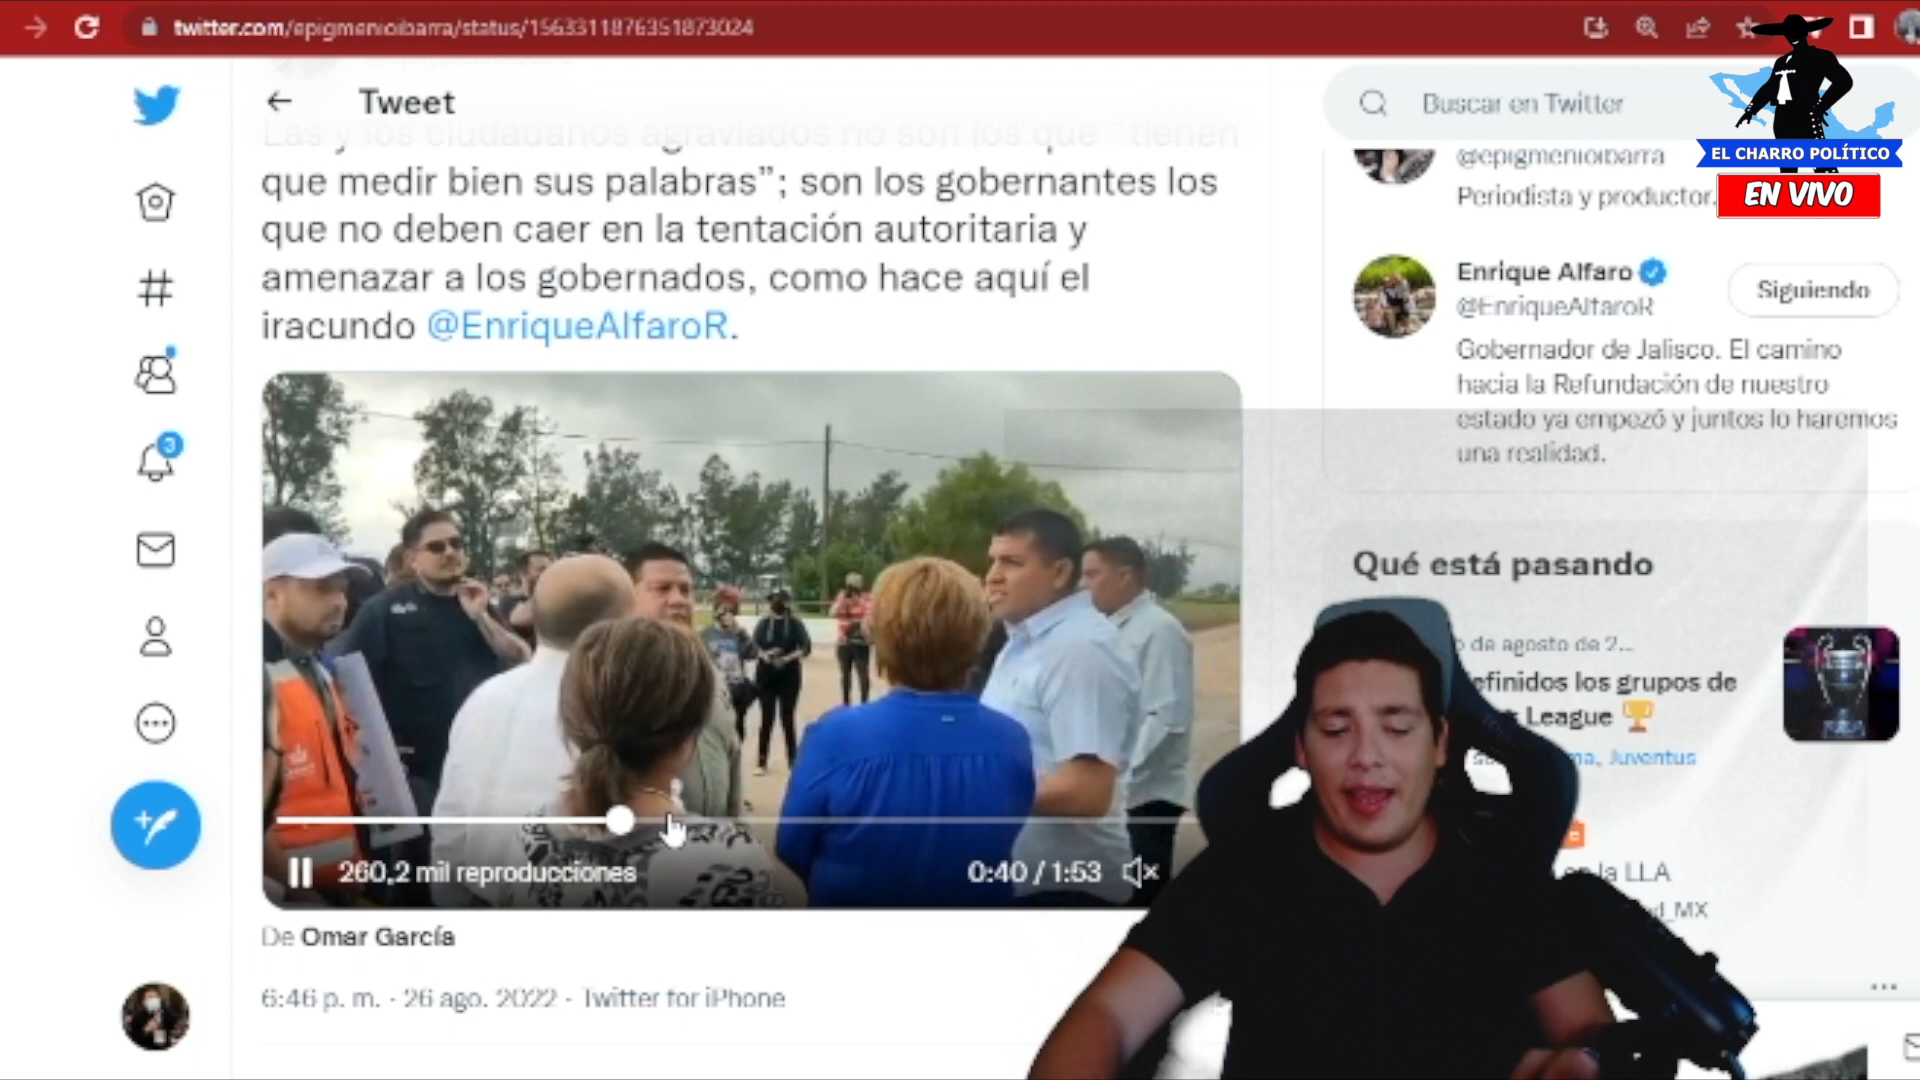 twitter.com/epigmenioibarra/status/1563311876351873024
Tweet
Las y los ciudadanos agraviados no son los que "tienen
que medir bien sus palabras”; son los gobernantes los
que no deben caer en la tentación autoritaria y
amenazar a los gobernados, como hace aquí el
iracundo @EnriqueAlfaroR.
260,2 mil reproducciones
0:40 / 1:53
De Omar García
6:46 p. m. · 26 ago. 2022 · Twitter for iPhone
3
Buscar en Twitter
EL CHARRO POLÍTICO
EN VIVO
@epigmenioibarra
Periodista y productor.
Enrique Alfaro
@EnriqueAlfaroR
Siguiendo
Gobernador de Jalisco. El camino
hacia la Refundación de nuestro
estado ya empezó y juntos lo haremos
una realidad.
Qué está pasando
de agosto de 2...
efinidos los grupos de
League
ma, Juventus
en la LLA
d_MX